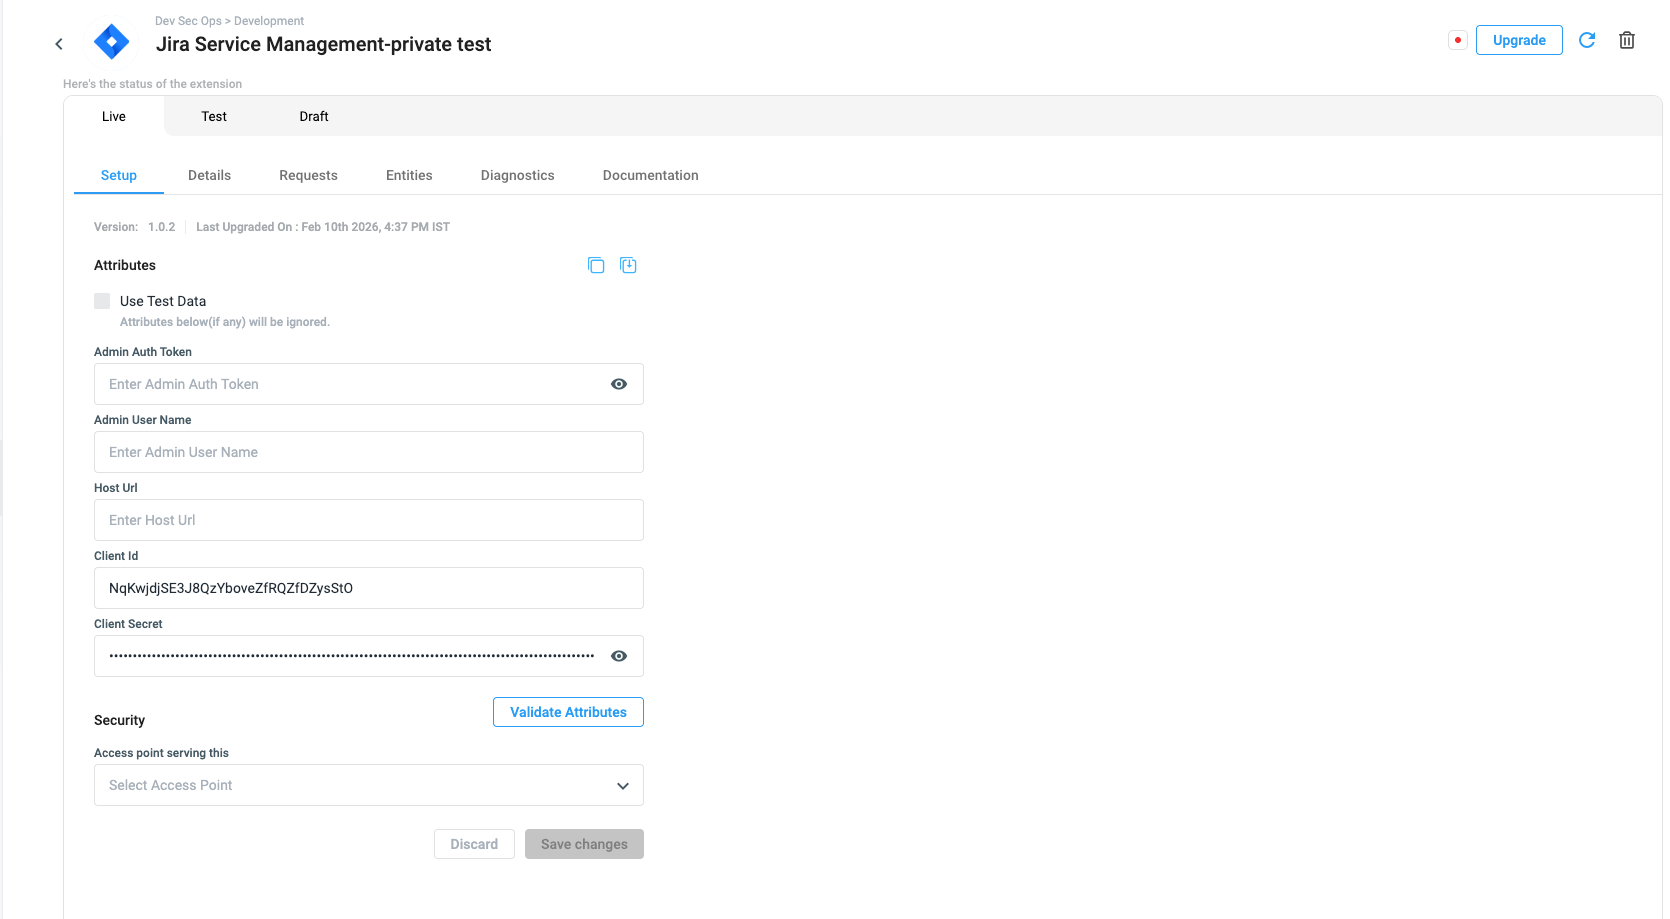 Dev Sec Ops > Development
Jira Service Management-private test
Upgrade
Here's the status of the extension
Live Test Draft
Setup Details Requests Entities Diagnostics Documentation
Version: 1.0.2 Last Upgraded On : Feb 10th 2026, 4:37 PM IST
Attributes
Use Test Data
Attributes below(if any) will be ignored.
Admin Auth Token
Enter Admin Auth Token
Admin User Name
Enter Admin User Name
Host Url
Enter Host Url
Client Id
NqKwjdjSE3J8QzYboveZfRQZfDZysStO
Client Secret
Validate Attributes
Security
Access point serving this
Select Access Point
Discard Save changes